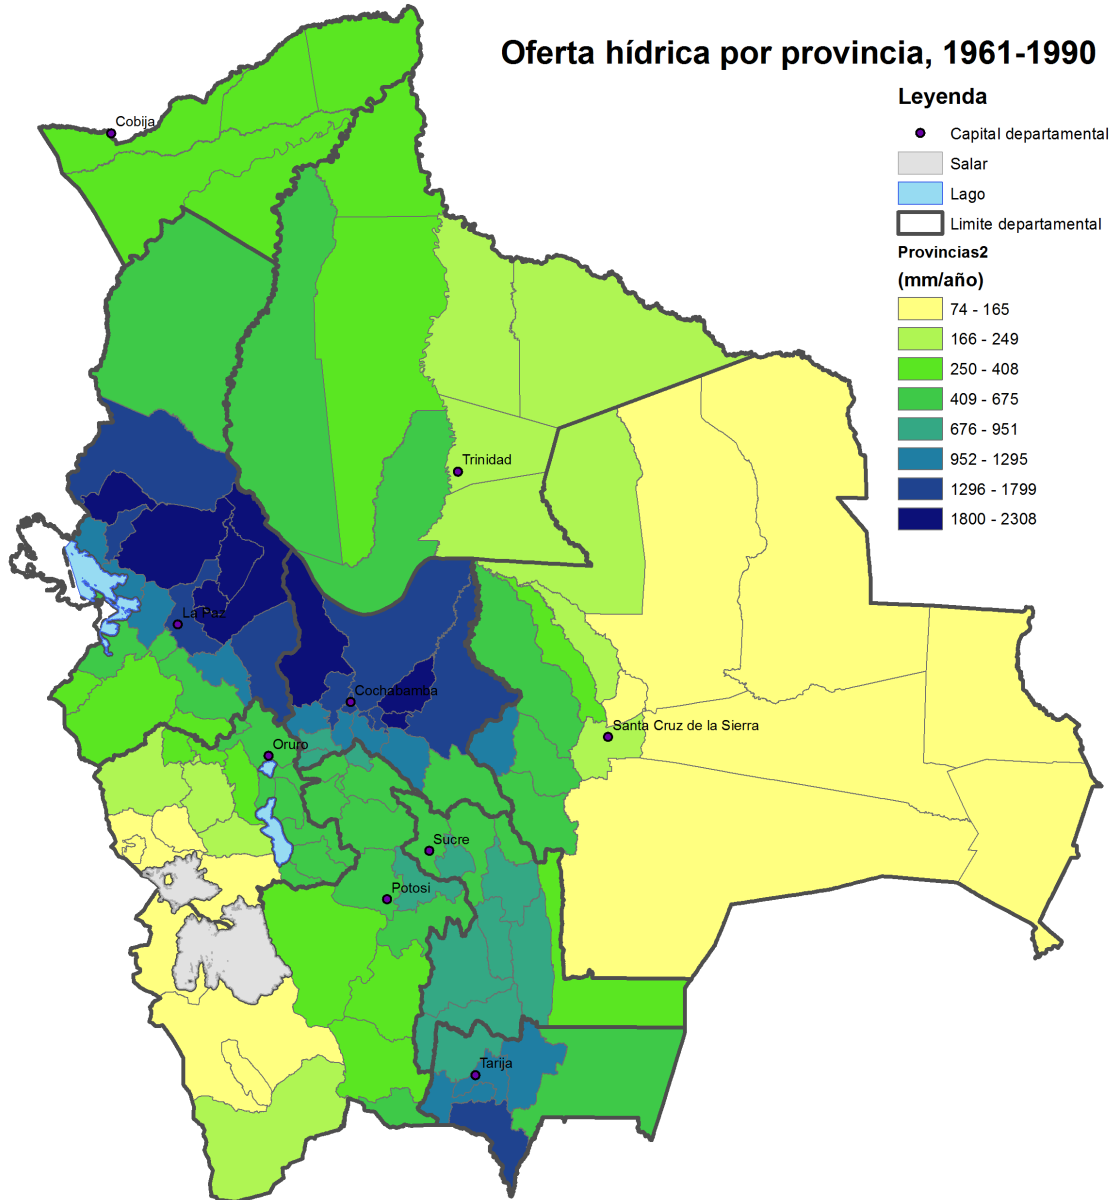 Oferta hídrica por provincia, 1961-1990
Leyenda
Capital departamental
Salar
Lago
Limite departamental
Provincias2
(mm/año)
74 - 165
166 - 249
250 - 408
409 - 675
676 - 951
952 - 1295
1296 - 1799
1800 - 2308
Cobija
Trinidad
La Paz
Cochabamba
Santa Cruz de la Sierra
Oruro
Sucre
Potosi
Tarija